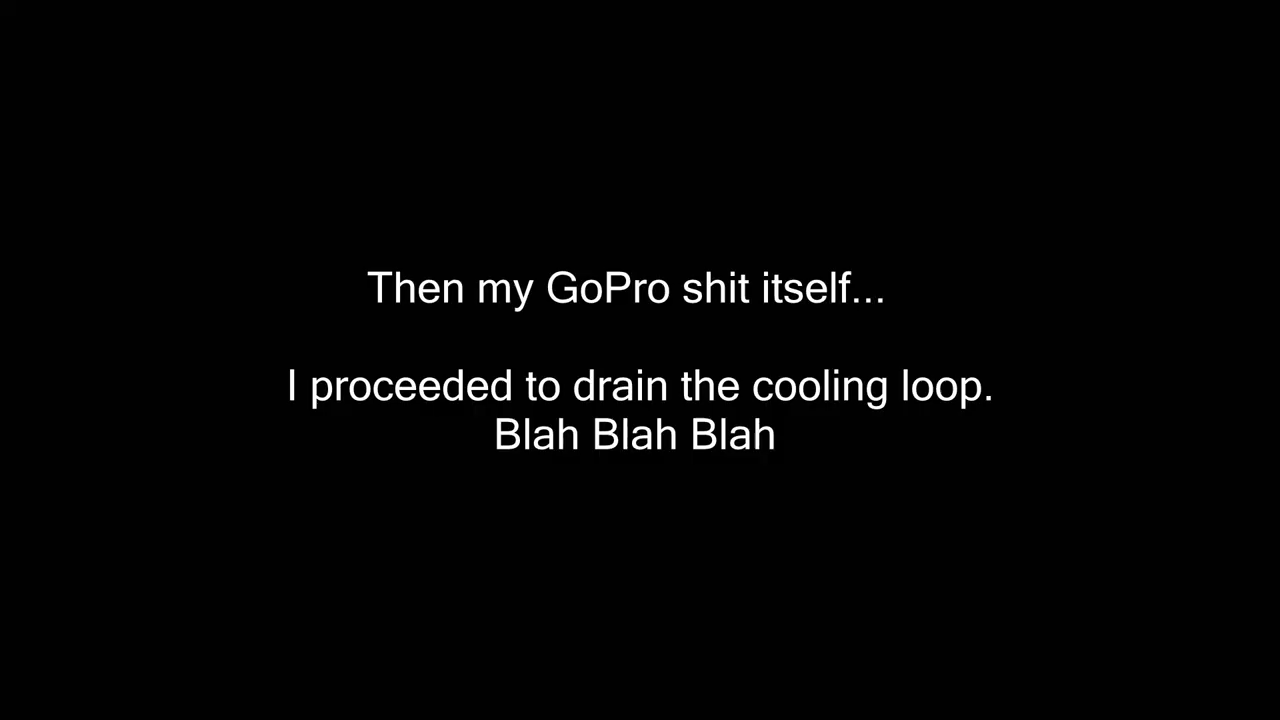 Then my GoPro shit itself...
I proceeded to drain the cooling loop.
Blah Blah Blah